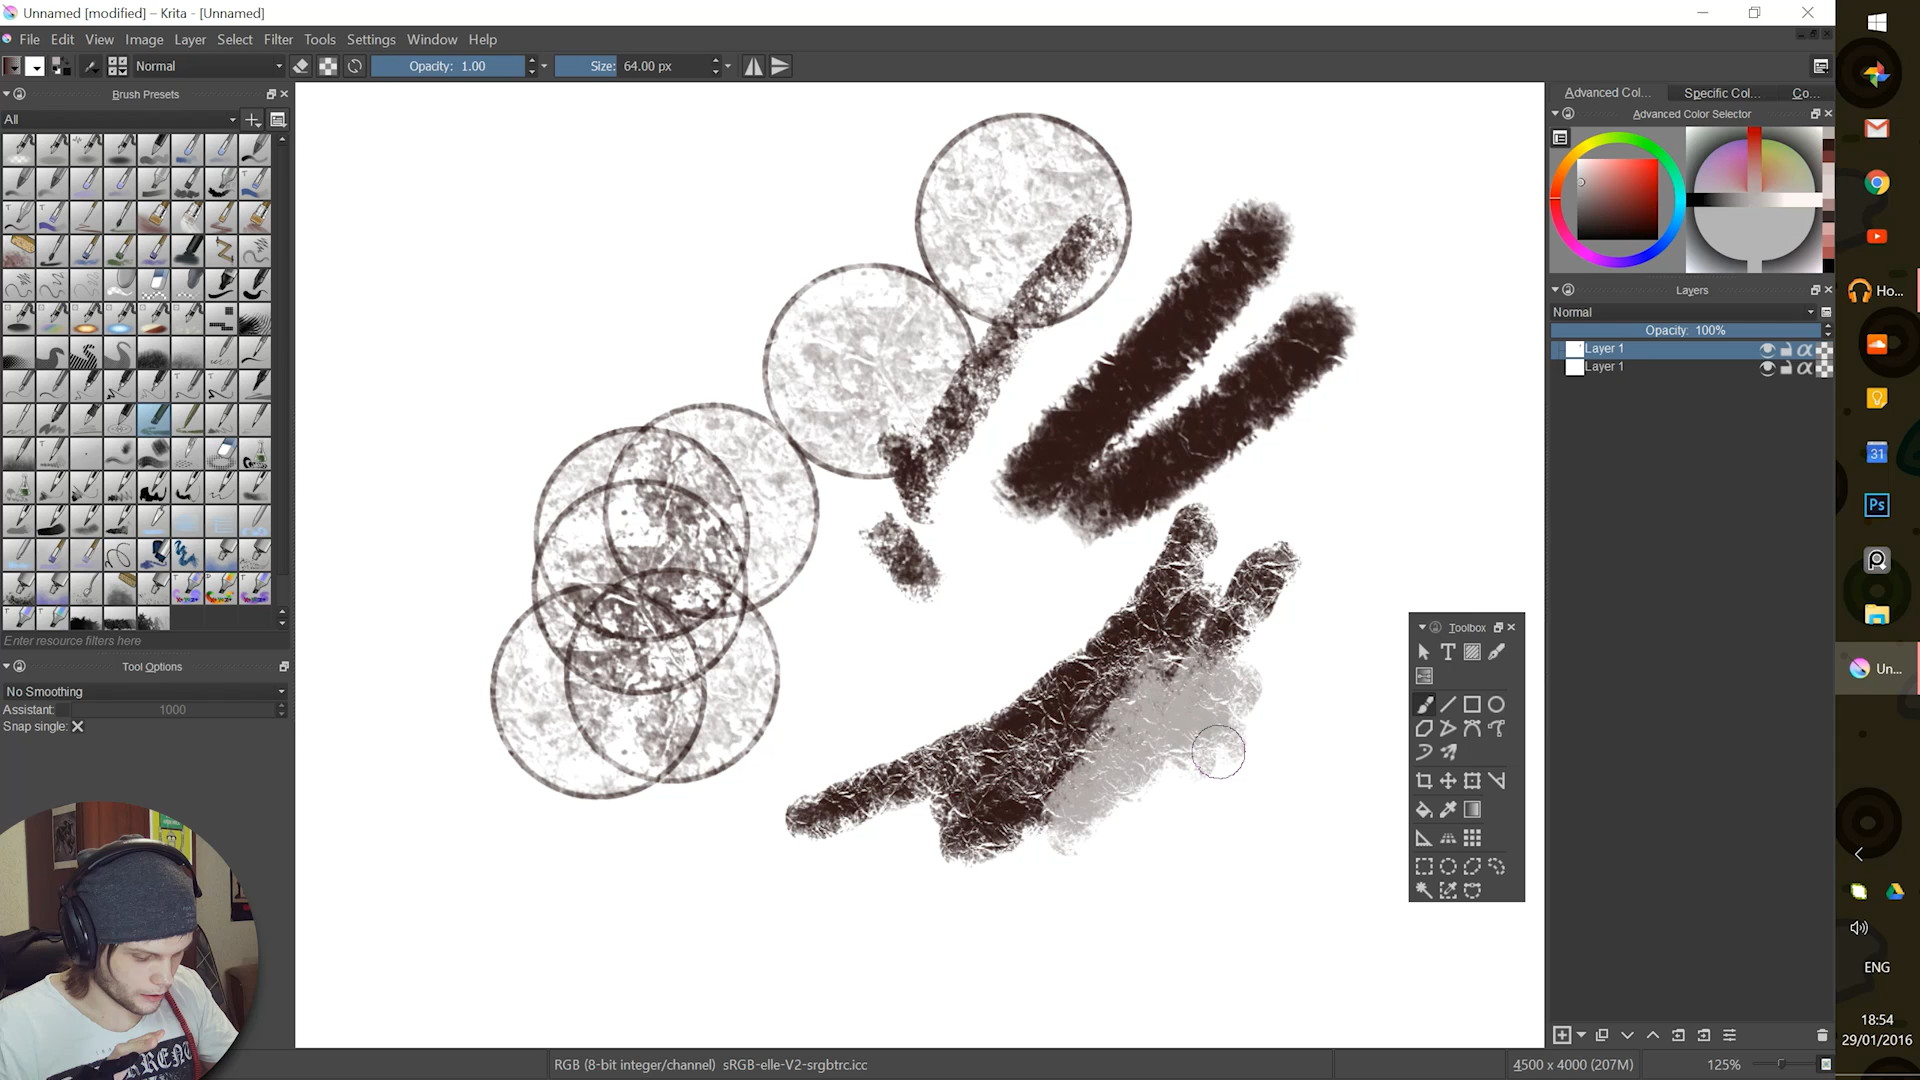 Unnamed [modified] – Krita - [Unnamed]
File Edit View Image Layer Select Filter Tools Settings Window Help
Normal Opacity: 1.00 Size: 64.00 px
Brush Presets
All
Enter resource filters here
Tool Options
No Smoothing
Assistant: 1000
Snap single:
Toolbox
Advanced Col... Specific Col... Co...
Advanced Color Selector
Layers
Normal
Opacity: 100%
Layer 1
Layer 1
RGB (8-bit integer/channel) sRGB-elle-V2-srgbtrc.icc
4500 x 4000 (207M)
125%
Ho...
31
Ps
Un...
ENG
18:54
29/01/2016